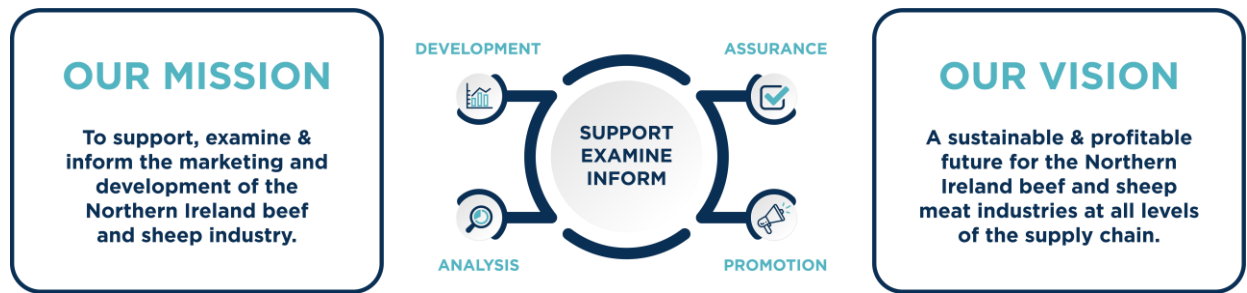 OUR MISSION
To support, examine &
inform the marketing and
development of the
Northern Ireland beef
and sheep industry.
DEVELOPMENT
ASSURANCE
SUPPORT
EXAMINE
INFORM
ANALYSIS
PROMOTION
OUR VISION
A sustainable & profitable
future for the Northern
Ireland beef and sheep
meat industries at all levels
of the supply chain.